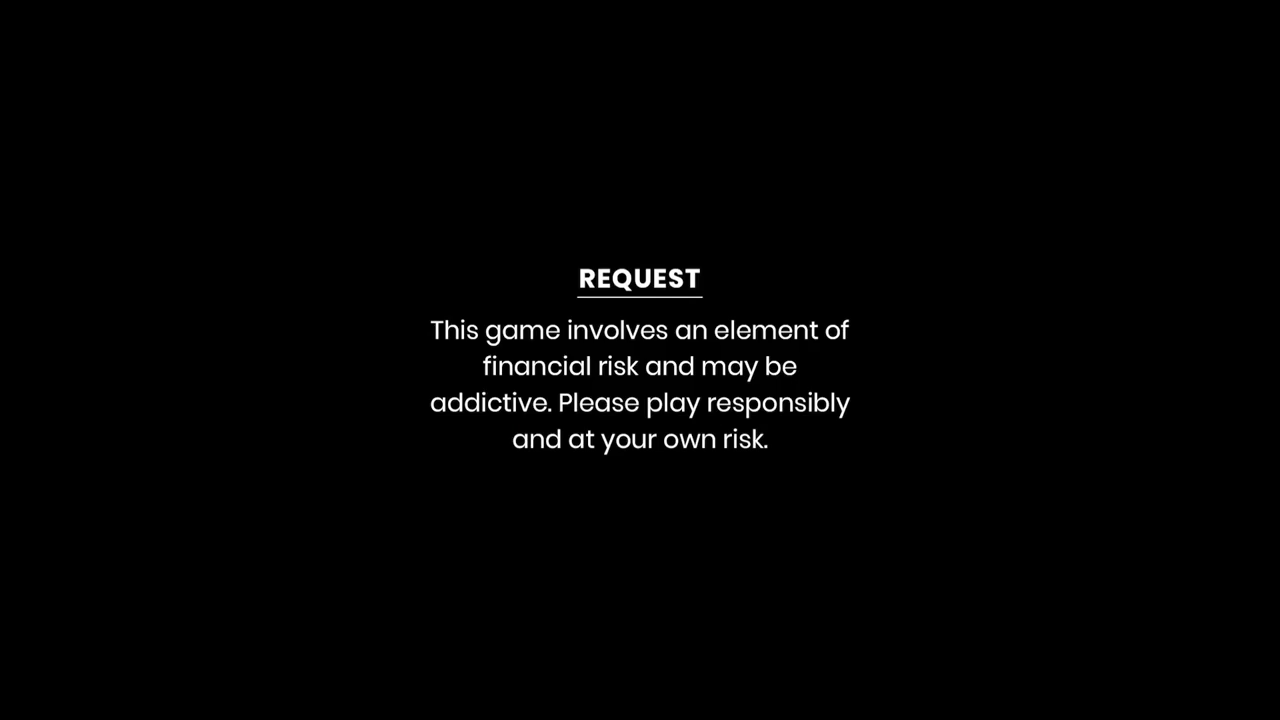 REQUEST
This game involves an element of
financial risk and may be
addictive. Please play responsibly
and at your own risk.